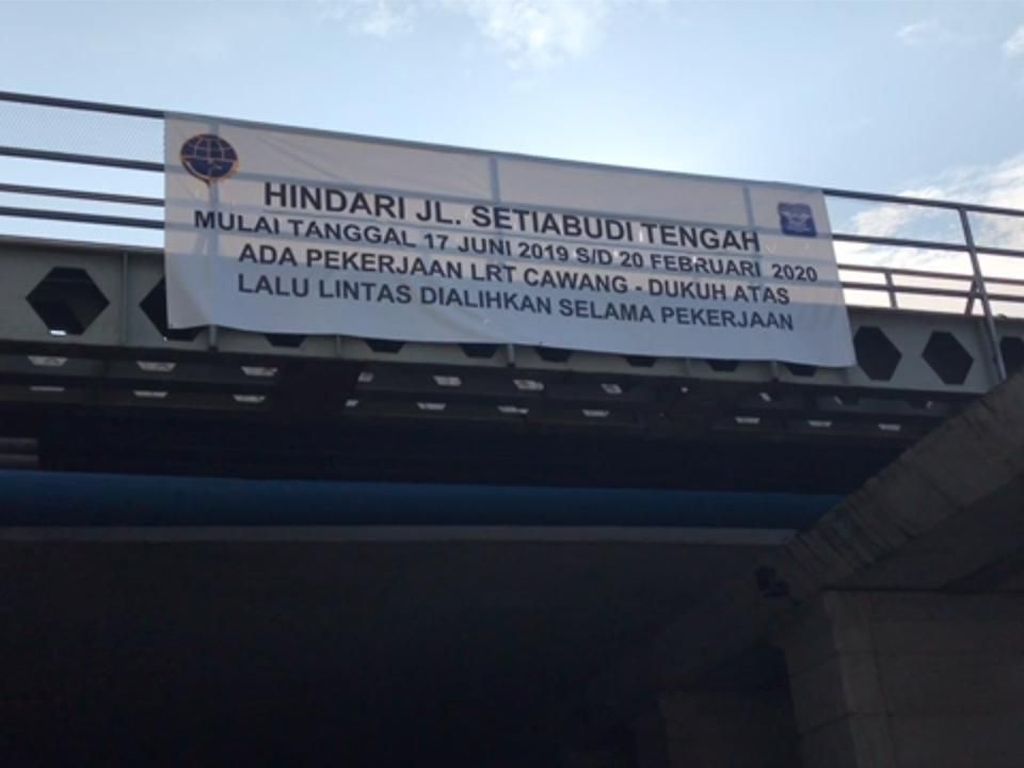 HINDARI JL. SETIABUDI TENGAH
MULAI TANGGAL 17 JUNI 2019 S/D 20 FEBRUARI 2020
ADA PEKERJAAN LRT CAWANG - DUKUH ATAS
LALU LINTAS DIALIHKAN SELAMA PEKERJAAN